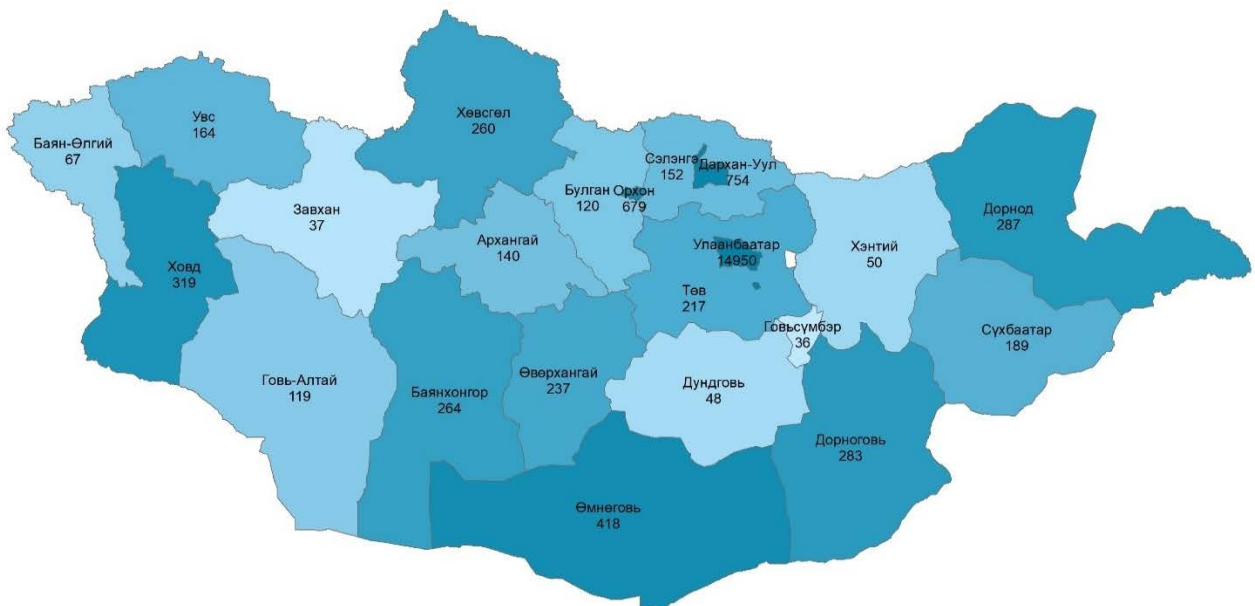 Хөвсгөл
260
Увс
164
Баян-Өлгий
67
Сэлэнгэ
152
Дархан-Уул
754
Булган
120
Орхон
679
Завхан
37
Дорнод
287
Архангай
140
Улаанбаатар
14950
Хэнтий
50
Ховд
319
Төв
217
Говьсүмбэр
36
Сүхбаатар
189
Говь-Алтай
119
Баянхонгор
264
Өвөрхангай
237
Дундговь
48
Дорноговь
283
Өмнөговь
418